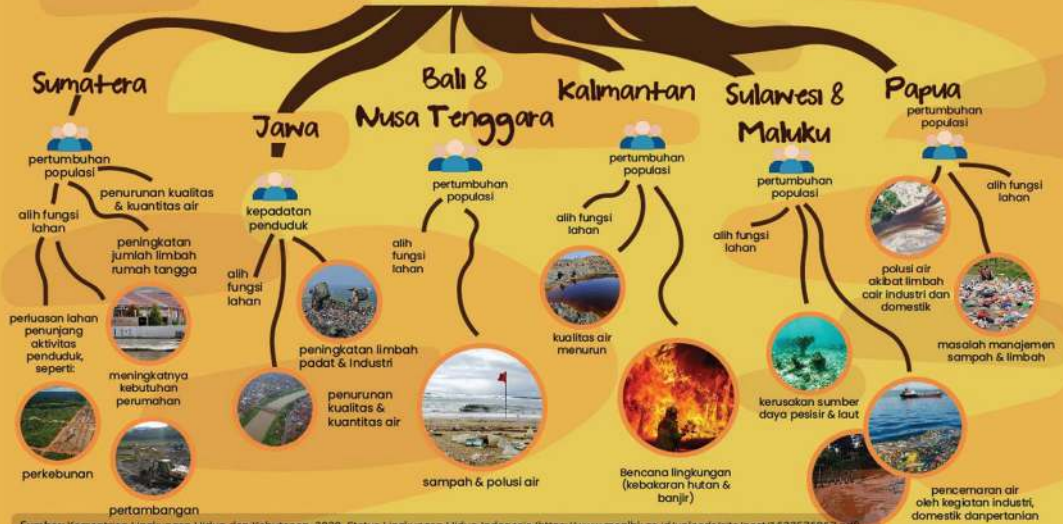 Sumatera
pertumbuhan
populasi
penurunan kualitas
& kuantitas air
alih fungsi
lahan
peningkatan
jumlah limbah
rumah tangga
perluasan lahan
penunjang
aktivitas
penduduk,
seperti:
meningkatnya
kebutuhan
perumahan
perkebunan
pertambangan
Jawa
kepadatan
penduduk
alih
fungsi
lahan
peningkatan limbah
padat & Industri
penurunan
kualitas &
kuantitas air
Bali &
Nusa Tenggara
pertumbuhan
populasi
alih
fungsi
lahan
sampah & polusi air
Kalimantan
pertumbuhan
populasi
alih fungsi
lahan
kualitas air
menurun
Bencana lingkungan
(kebakaran hutan &
banjir)
Sulawesi &
Maluku
pertumbuhan
populasi
alih fungsi
lahan
kerusakan sumber
daya pesisir & laut
pencemaran air
oleh kegiatan industri,
domestik danpertanian
Papua
pertumbuhan
populasi
alih fungsi
lahan
polusi air
akibat limbah
cair industri dan
domestik
masalah manajemen
sampah & limbah